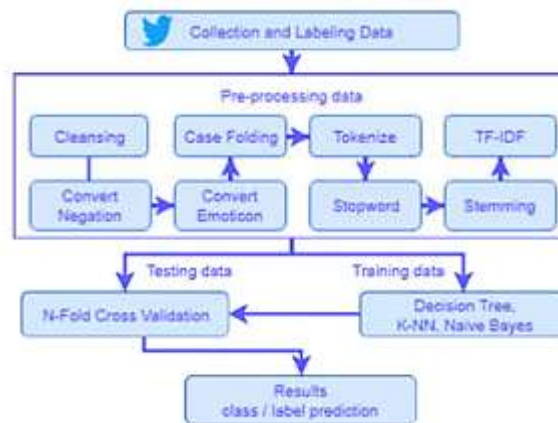 Collection and Labeling Data
Pre-processing data
Cleansing
Case Folding
Tokenize
TF-IDF
Convert
Negation
Convert
Emoticon
Stopword
Stemming
Testing data
Training data
N-Fold Cross Validation
Decision Tree,
K-NN, Naive Bayes
Results
class / label prediction